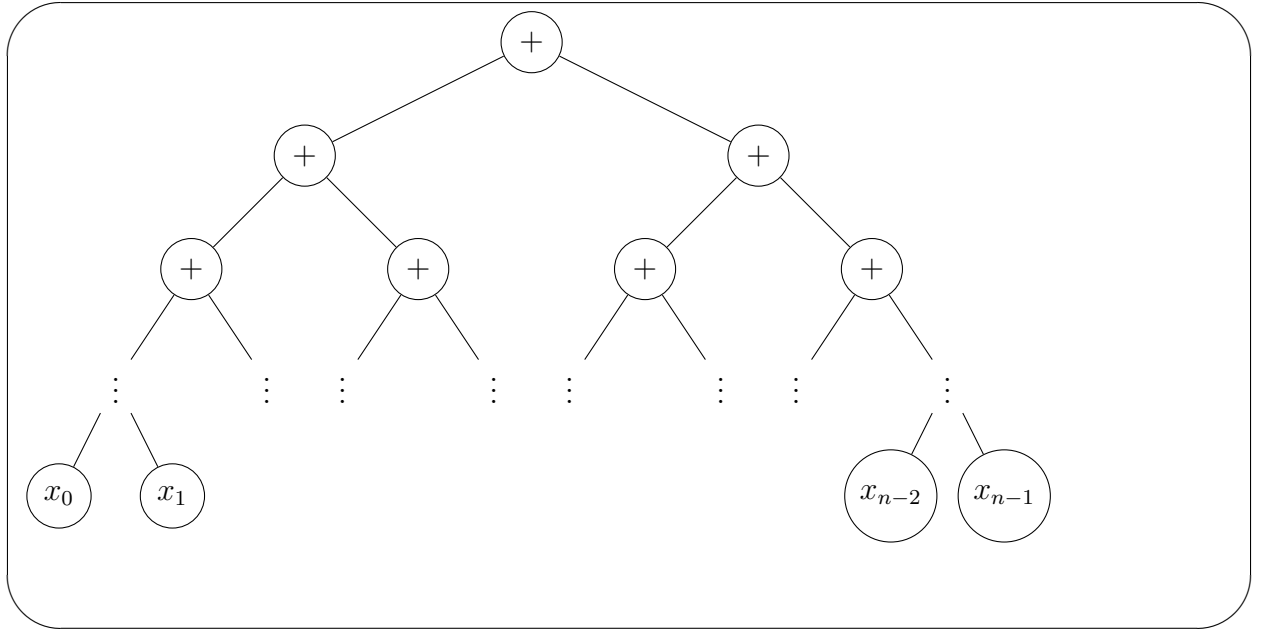 +
+ +
+ + + +
⋮ ⋮ ⋮ ⋮ ⋮ ⋮ ⋮ ⋮
x₀ x₁ xₙ₋₂ xₙ₋₁